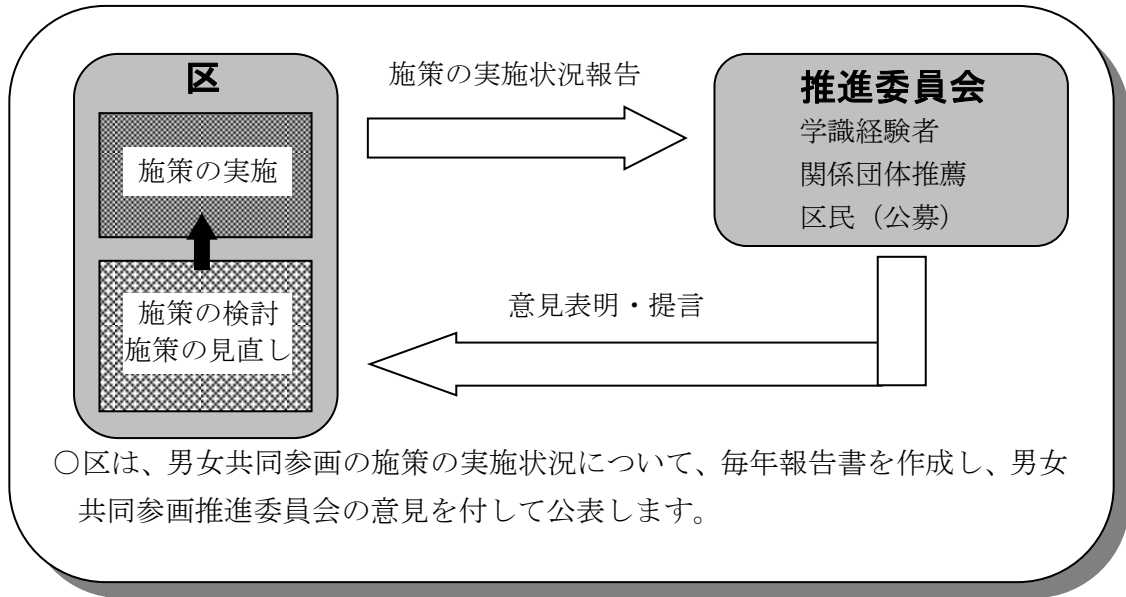 区
施策の実施
施策の検討
施策の見直し
施策の実施状況報告
意見表明・提言
推進委員会
学識経験者
関係団体推薦
区民（公募）
○区は、男女共同参画の施策の実施状況について、毎年報告書を作成し、男女
共同参画推進委員会の意見を付して公表します。